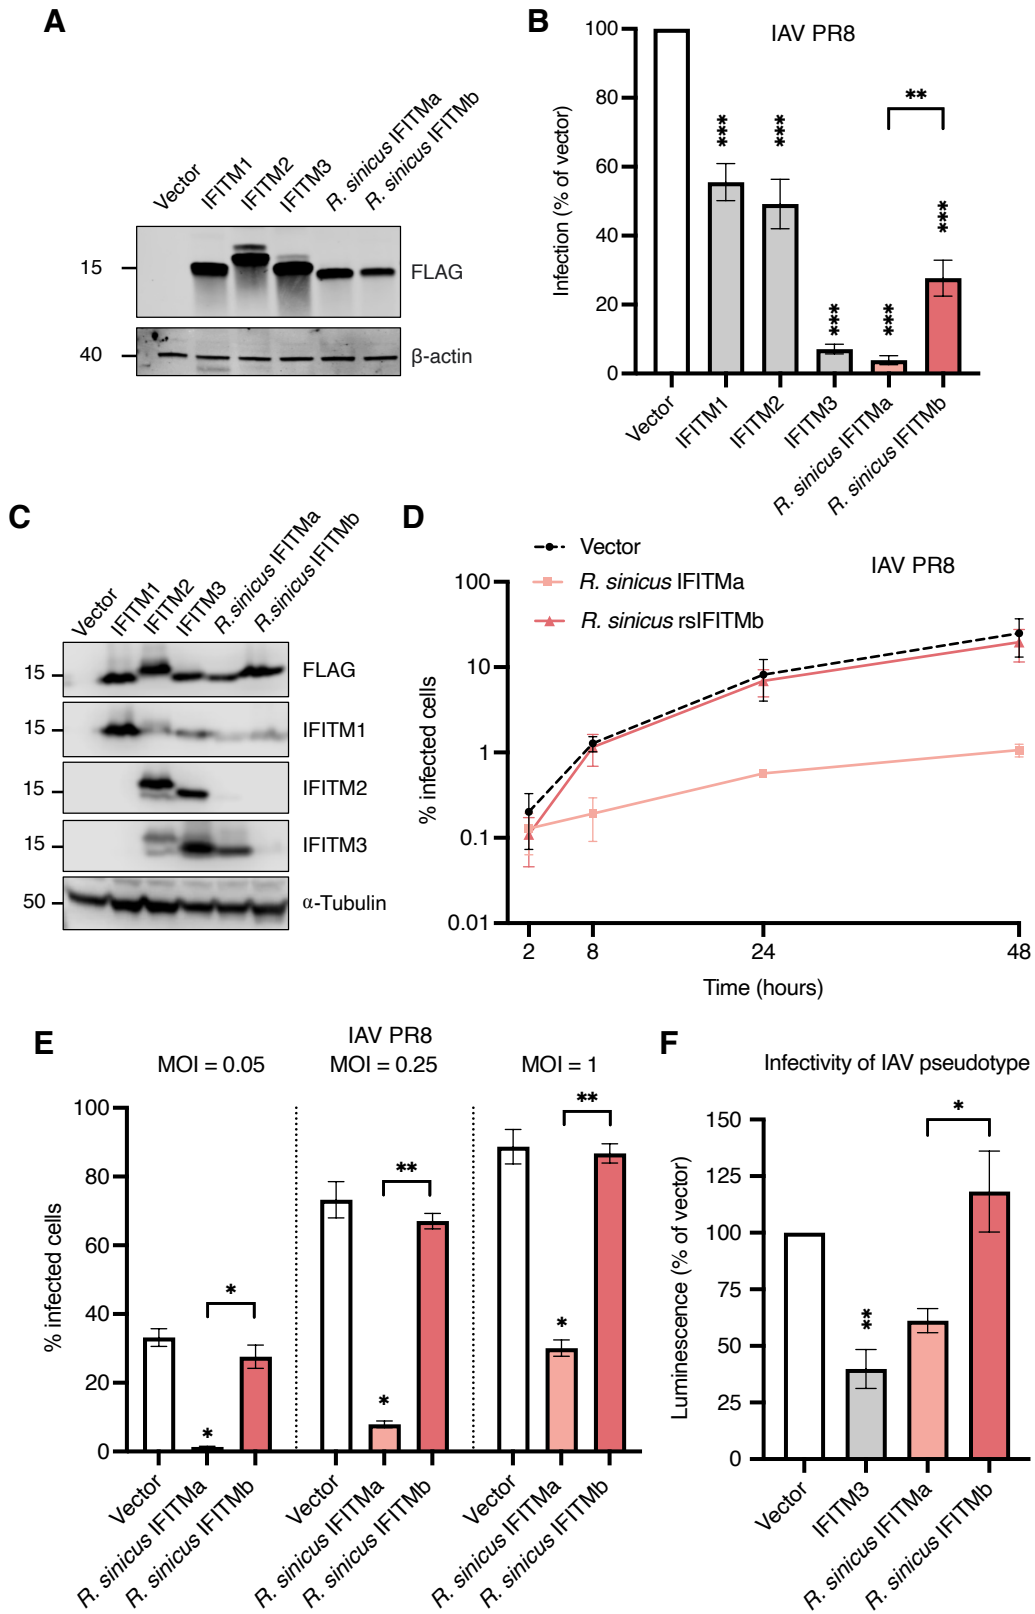 A
Vector
IFITM1
IFITM2
IFITM3
R. sinicus IFITMa
R. sinicus IFITMb
15
FLAG
40
β-actin
B
IAV PR8
Infection (% of vector)
100
80
60
40
20
0
***
***
***
***
***
**
Vector
IFITM1
IFITM2
IFITM3
R. sinicus IFITMa
R. sinicus IFITMb
C
Vector
IFITM1
IFITM2
IFITM3
R.sinicus IFITMa
R.sinicus IFITMb
15
FLAG
15
IFITM1
15
IFITM2
15
IFITM3
50
α-Tubulin
D
Vector
R. sinicus IFITMa
R. sinicus rsIFITMb
IAV PR8
% infected cells
100
10
1
0.1
0.01
2
8
24
48
Time (hours)
E
IAV PR8
MOI = 0.05
MOI = 0.25
MOI = 1
% infected cells
100
80
60
40
20
0
*
*
*
**
*
**
Vector
R. sinicus IFITMa
R. sinicus IFITMb
Vector
R. sinicus IFITMa
R. sinicus IFITMb
Vector
R. sinicus IFITMa
R. sinicus IFITMb
F
Infectivity of IAV pseudotype
Luminescence (% of vector)
150
125
100
75
50
25
0
**
*
Vector
IFITM3
R. sinicus IFITMa
R. sinicus IFITMb